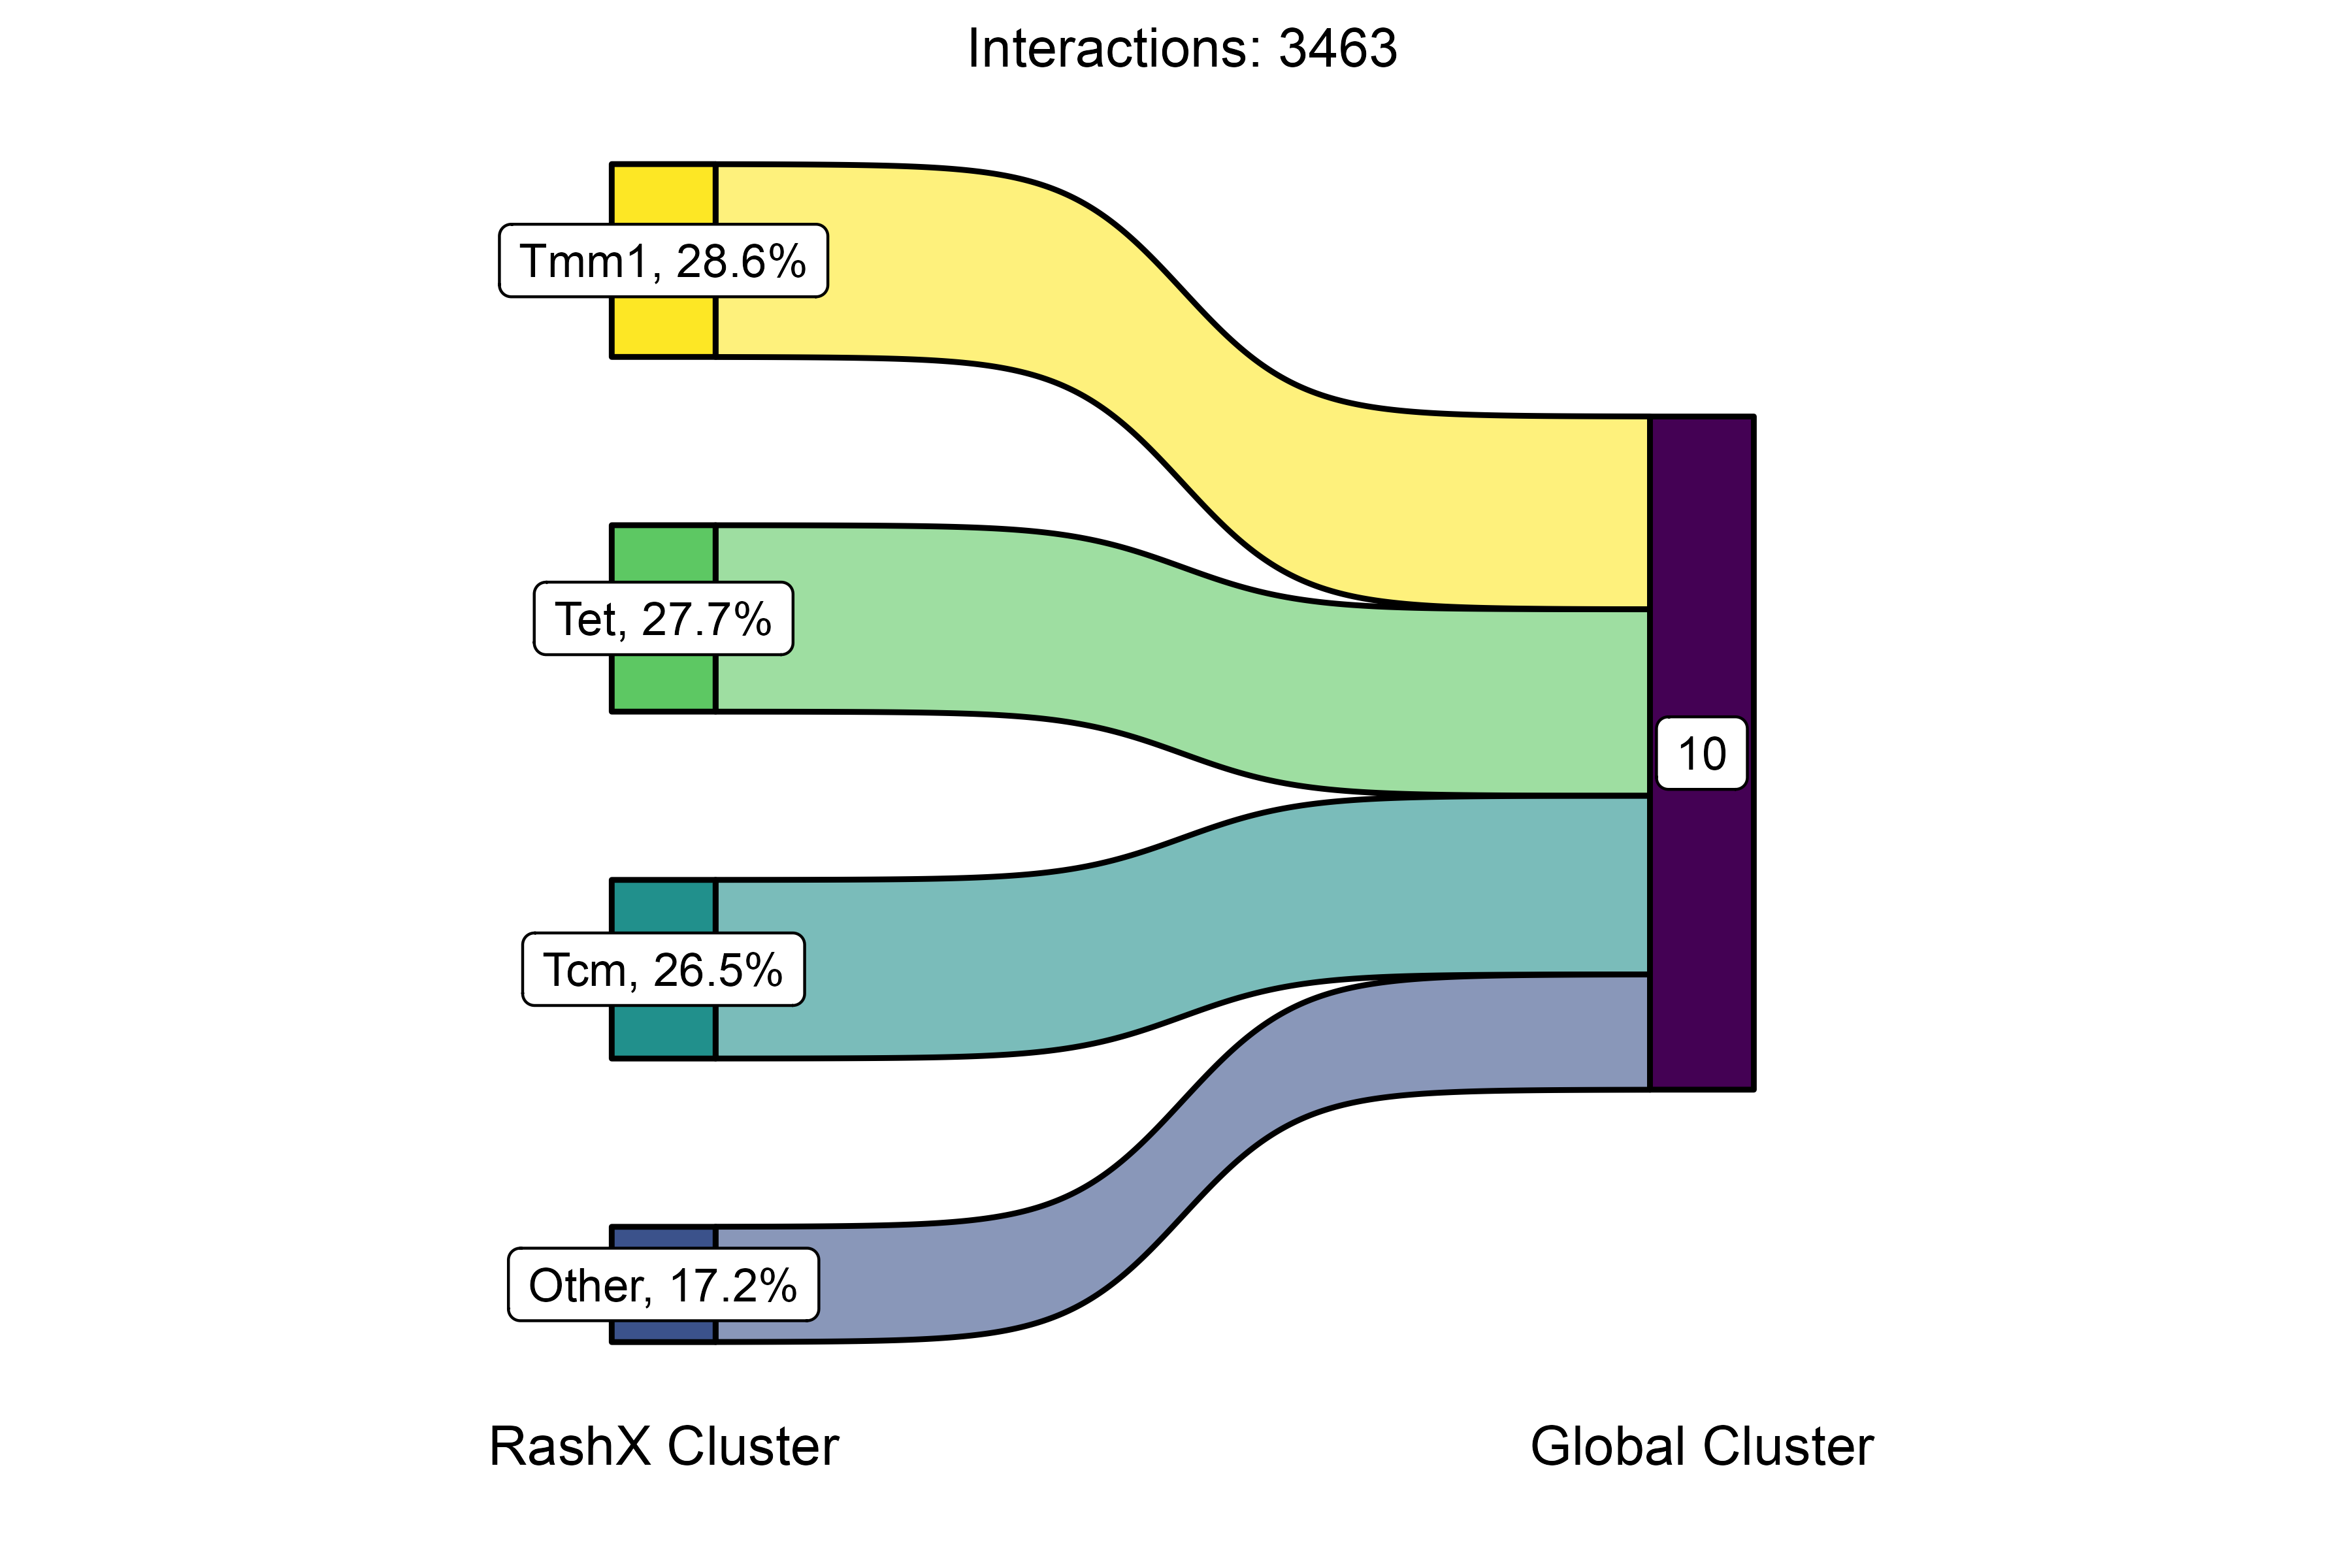 Interactions: 3463
Tmm1, 28.6%
Tet, 27.7%
10
Tcm, 26.5%
Other, 17.2%
RashX Cluster
Global Cluster